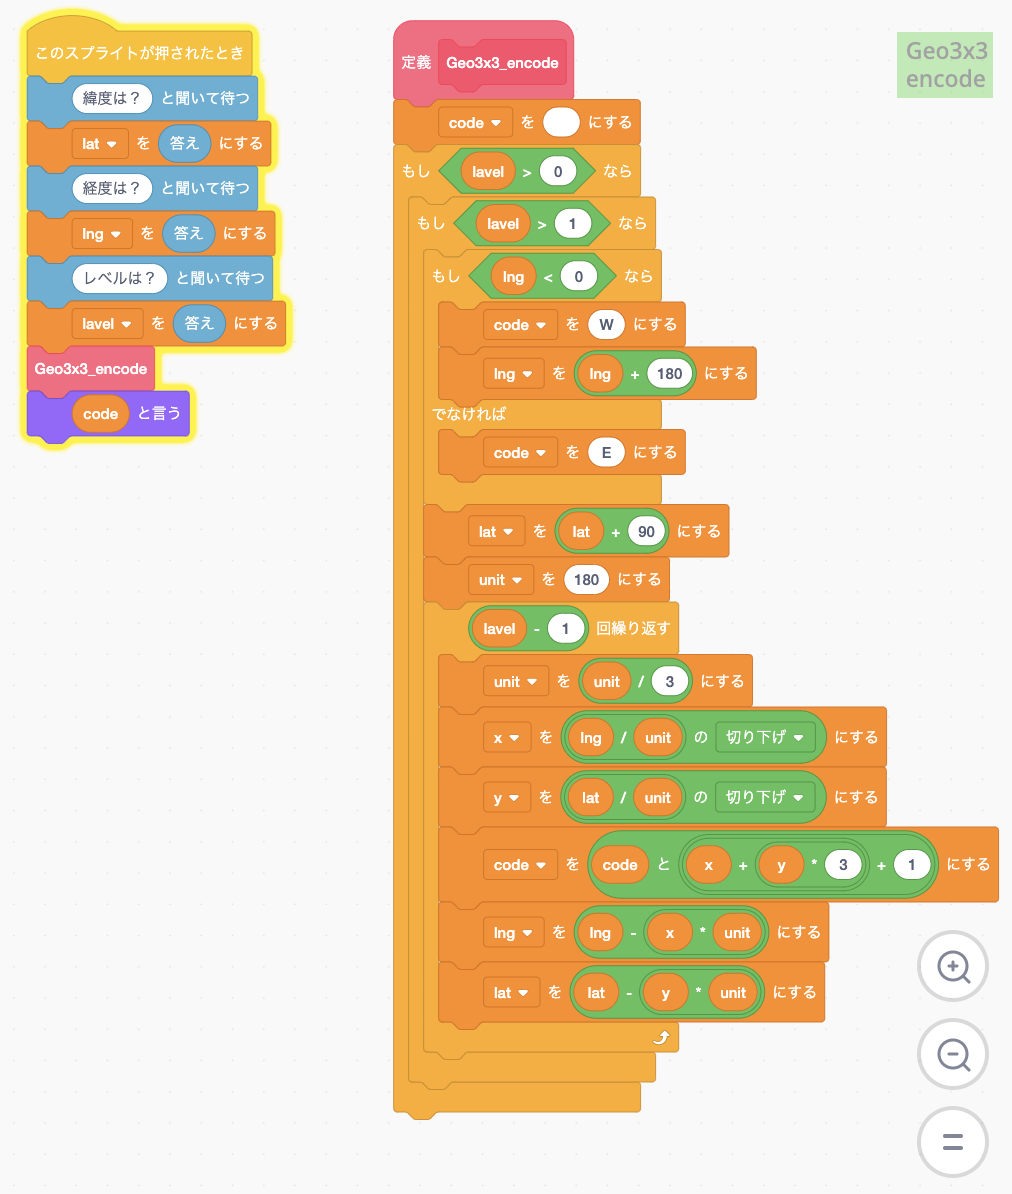 このスプライトが押されたとき
緯度は？ と聞いて待つ
lat を 答え にする
経度は？ と聞いて待つ
lng を 答え にする
レベルは？ と聞いて待つ
lavel を 答え にする
Geo3x3_encode
code と言う
定義 Geo3x3_encode
code を にする
もし lavel > 0 なら
もし lavel > 1 なら
もし lng < 0 なら
code を W にする
lng を lng + 180 にする
でなければ
code を E にする
lat を lat + 90 にする
unit を 180 にする
lavel - 1 回繰り返す
unit を unit / 3 にする
x を lng / unit の 切り下げ にする
y を lat / unit の 切り下げ にする
code を code と x + y * 3 + 1 にする
lng を lng - x * unit にする
lat を lat - y * unit にする
Geo3x3
encode